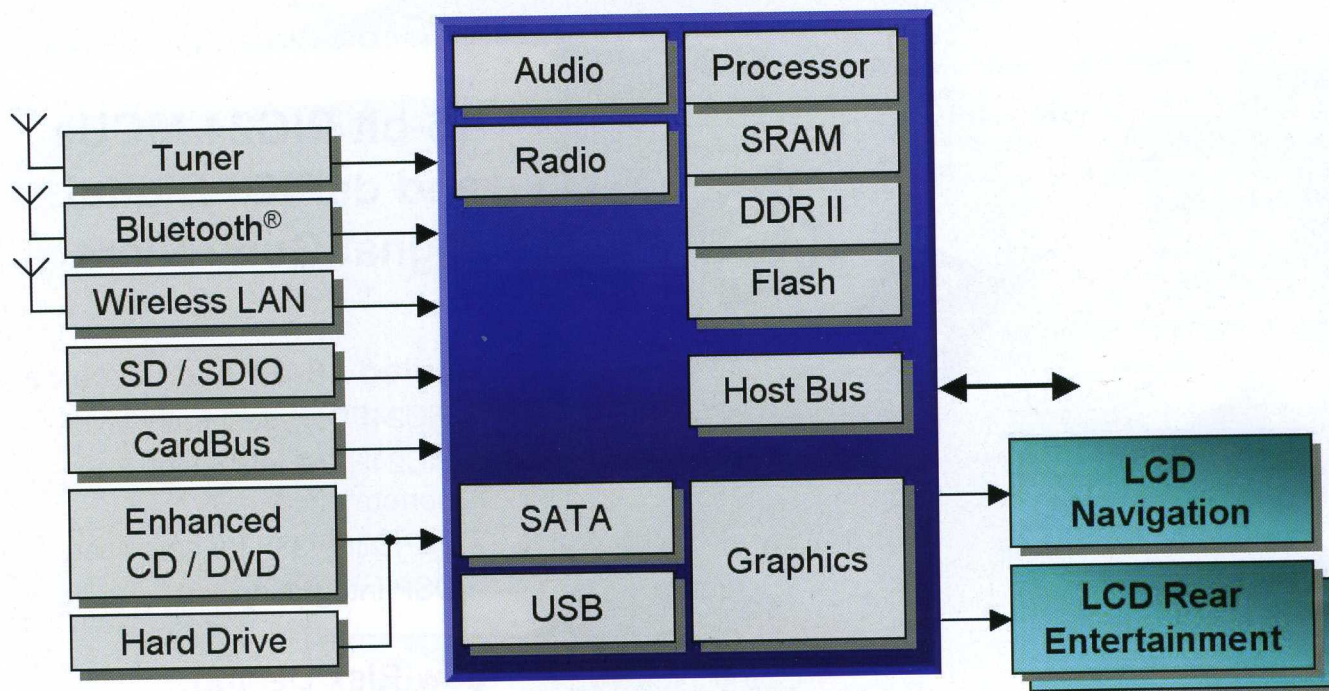 Audio
Processor
Tuner
Radio
SRAM
Bluetooth®
DDR II
Wireless LAN
Flash
SD / SDIO
Host Bus
CardBus
Enhanced
CD / DVD
SATA
Graphics
LCD
Navigation
Hard Drive
USB
LCD Rear
Entertainment